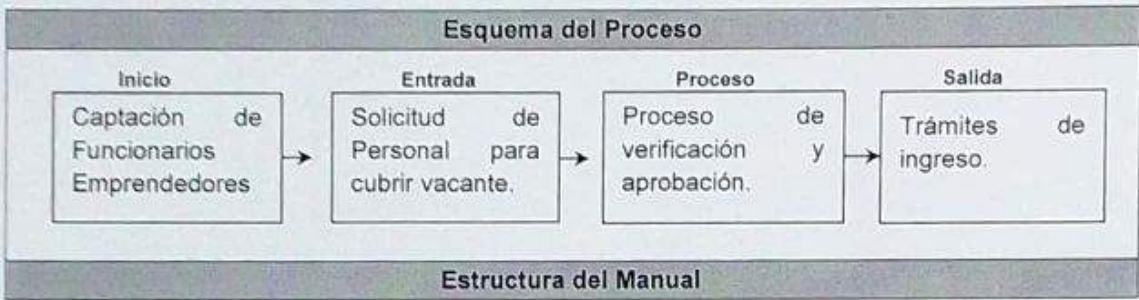 Esquema del Proceso
Inicio
Captación de
Funcionarios
Emprendedores
Entrada
Solicitud de
Personal para
cubrir vacante.
Proceso
Proceso de
verificación y
aprobación.
Salida
Trámites de
ingreso.
Estructura del Manual